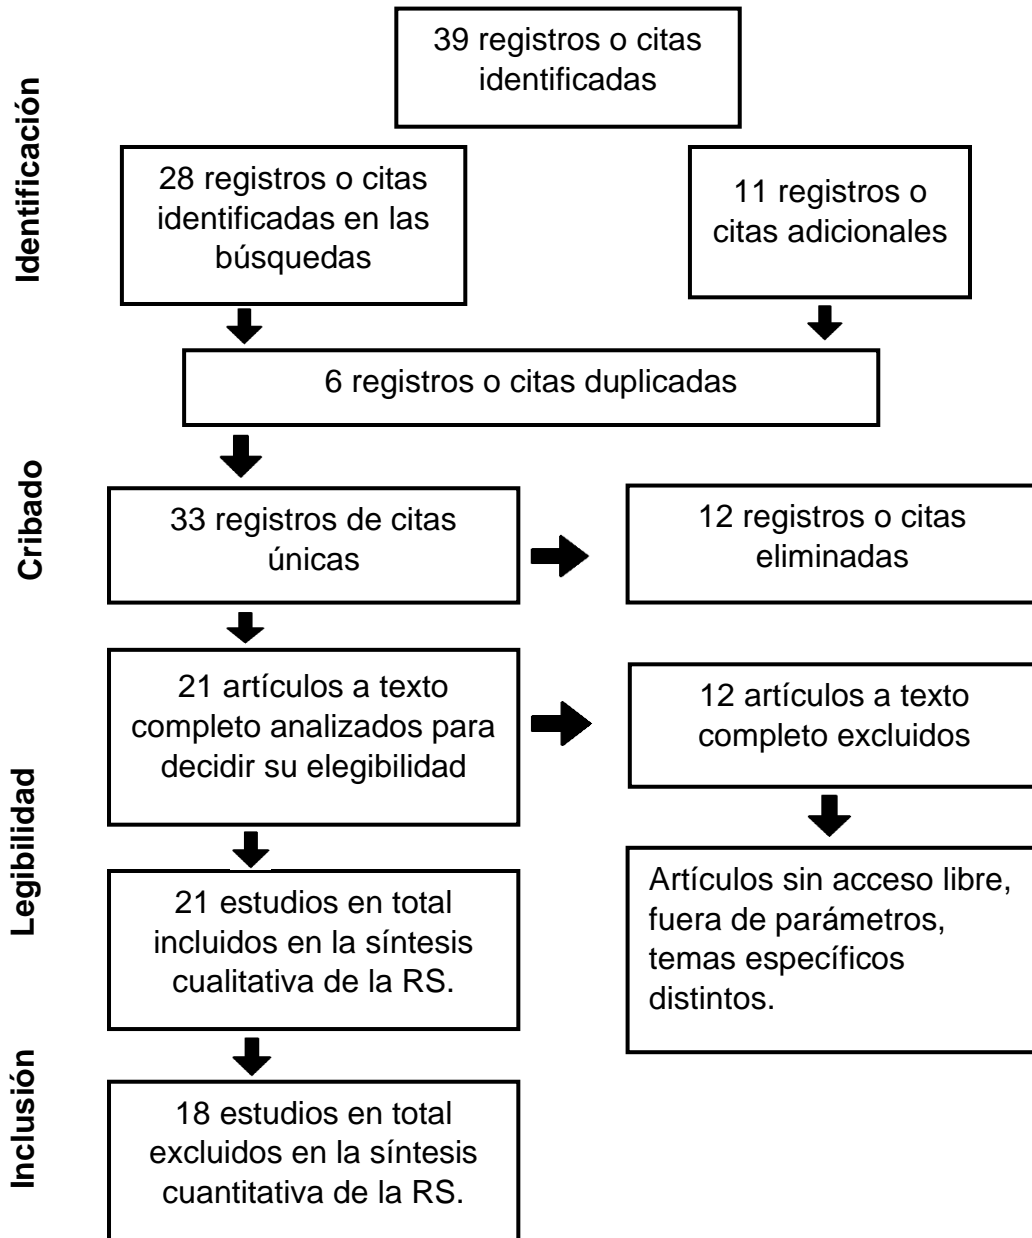 39 registros o citas
identificadas
Identificación
28 registros o citas
identificadas en las
búsquedas
11 registros o
citas adicionales
6 registros o citas duplicadas
Cribado
33 registros de citas
únicas
12 registros o citas
eliminadas
21 artículos a texto
completo analizados para
decidir su elegibilidad
12 artículos a texto
completo excluidos
Legibilidad
21 estudios en total
incluidos en la síntesis
cualitativa de la RS.
Artículos sin acceso libre,
fuera de parámetros,
temas específicos
distintos.
Inclusión
18 estudios en total
excluidos en la síntesis
cuantitativa de la RS.